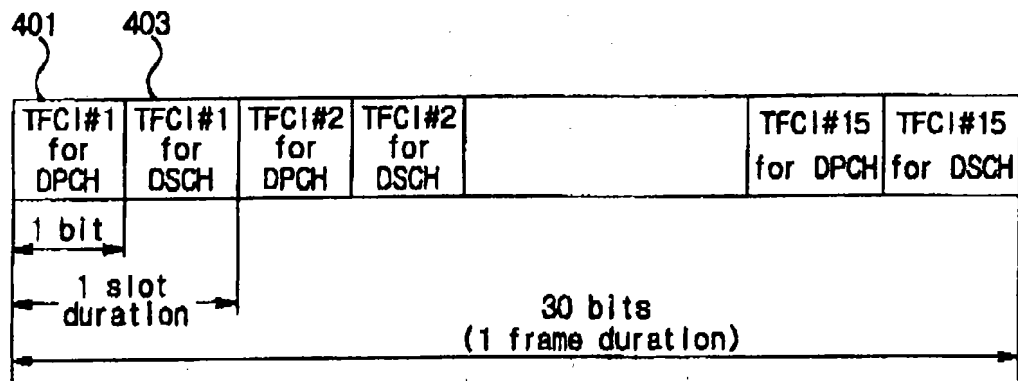 401 403
TFCI#1 for DPCH
TFCI#1 for DSCH
TFCI#2 for DPCH
TFCI#2 for DSCH
TFCI#15 for DPCH
TFCI#15 for DSCH
1 bit
1 slot duration
30 bits
(1 frame duration)